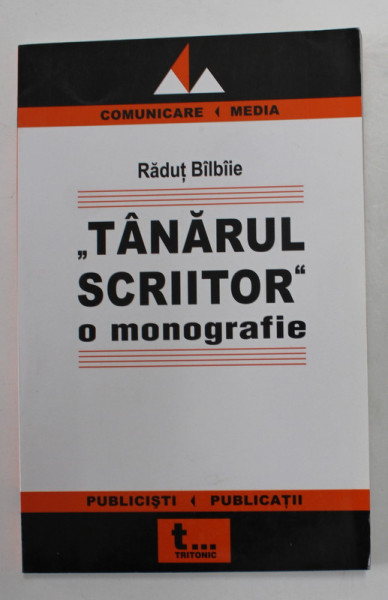 COMUNICARE MEDIA
Răduț Bîlbîie
„TÂNĂRUL
SCRIITOR“
o monografie
PUBLICIȘTI PUBLICAȚII
t...
TRITONIC